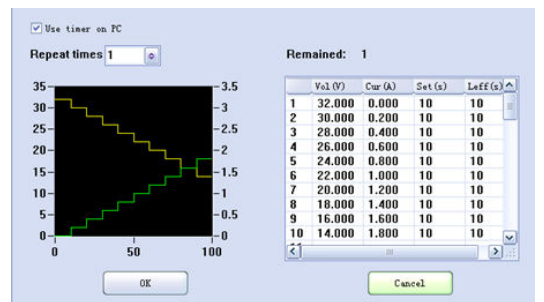 Use timer on PC
Repeat times 1
Remained: 1
35 3.5
30 3
25 2.5
20 2
15 1.5
10 1
5 0.5
0 0
0 50 100
Vol(V) Cur(A) Set(s) Leff(s)
1 32.000 0.000 10 10
2 30.000 0.200 10 10
3 28.000 0.400 10 10
4 26.000 0.600 10 10
5 24.000 0.800 10 10
6 22.000 1.000 10 10
7 20.000 1.200 10 10
8 18.000 1.400 10 10
9 16.000 1.600 10 10
10 14.000 1.800 10 10
OK
Cancel